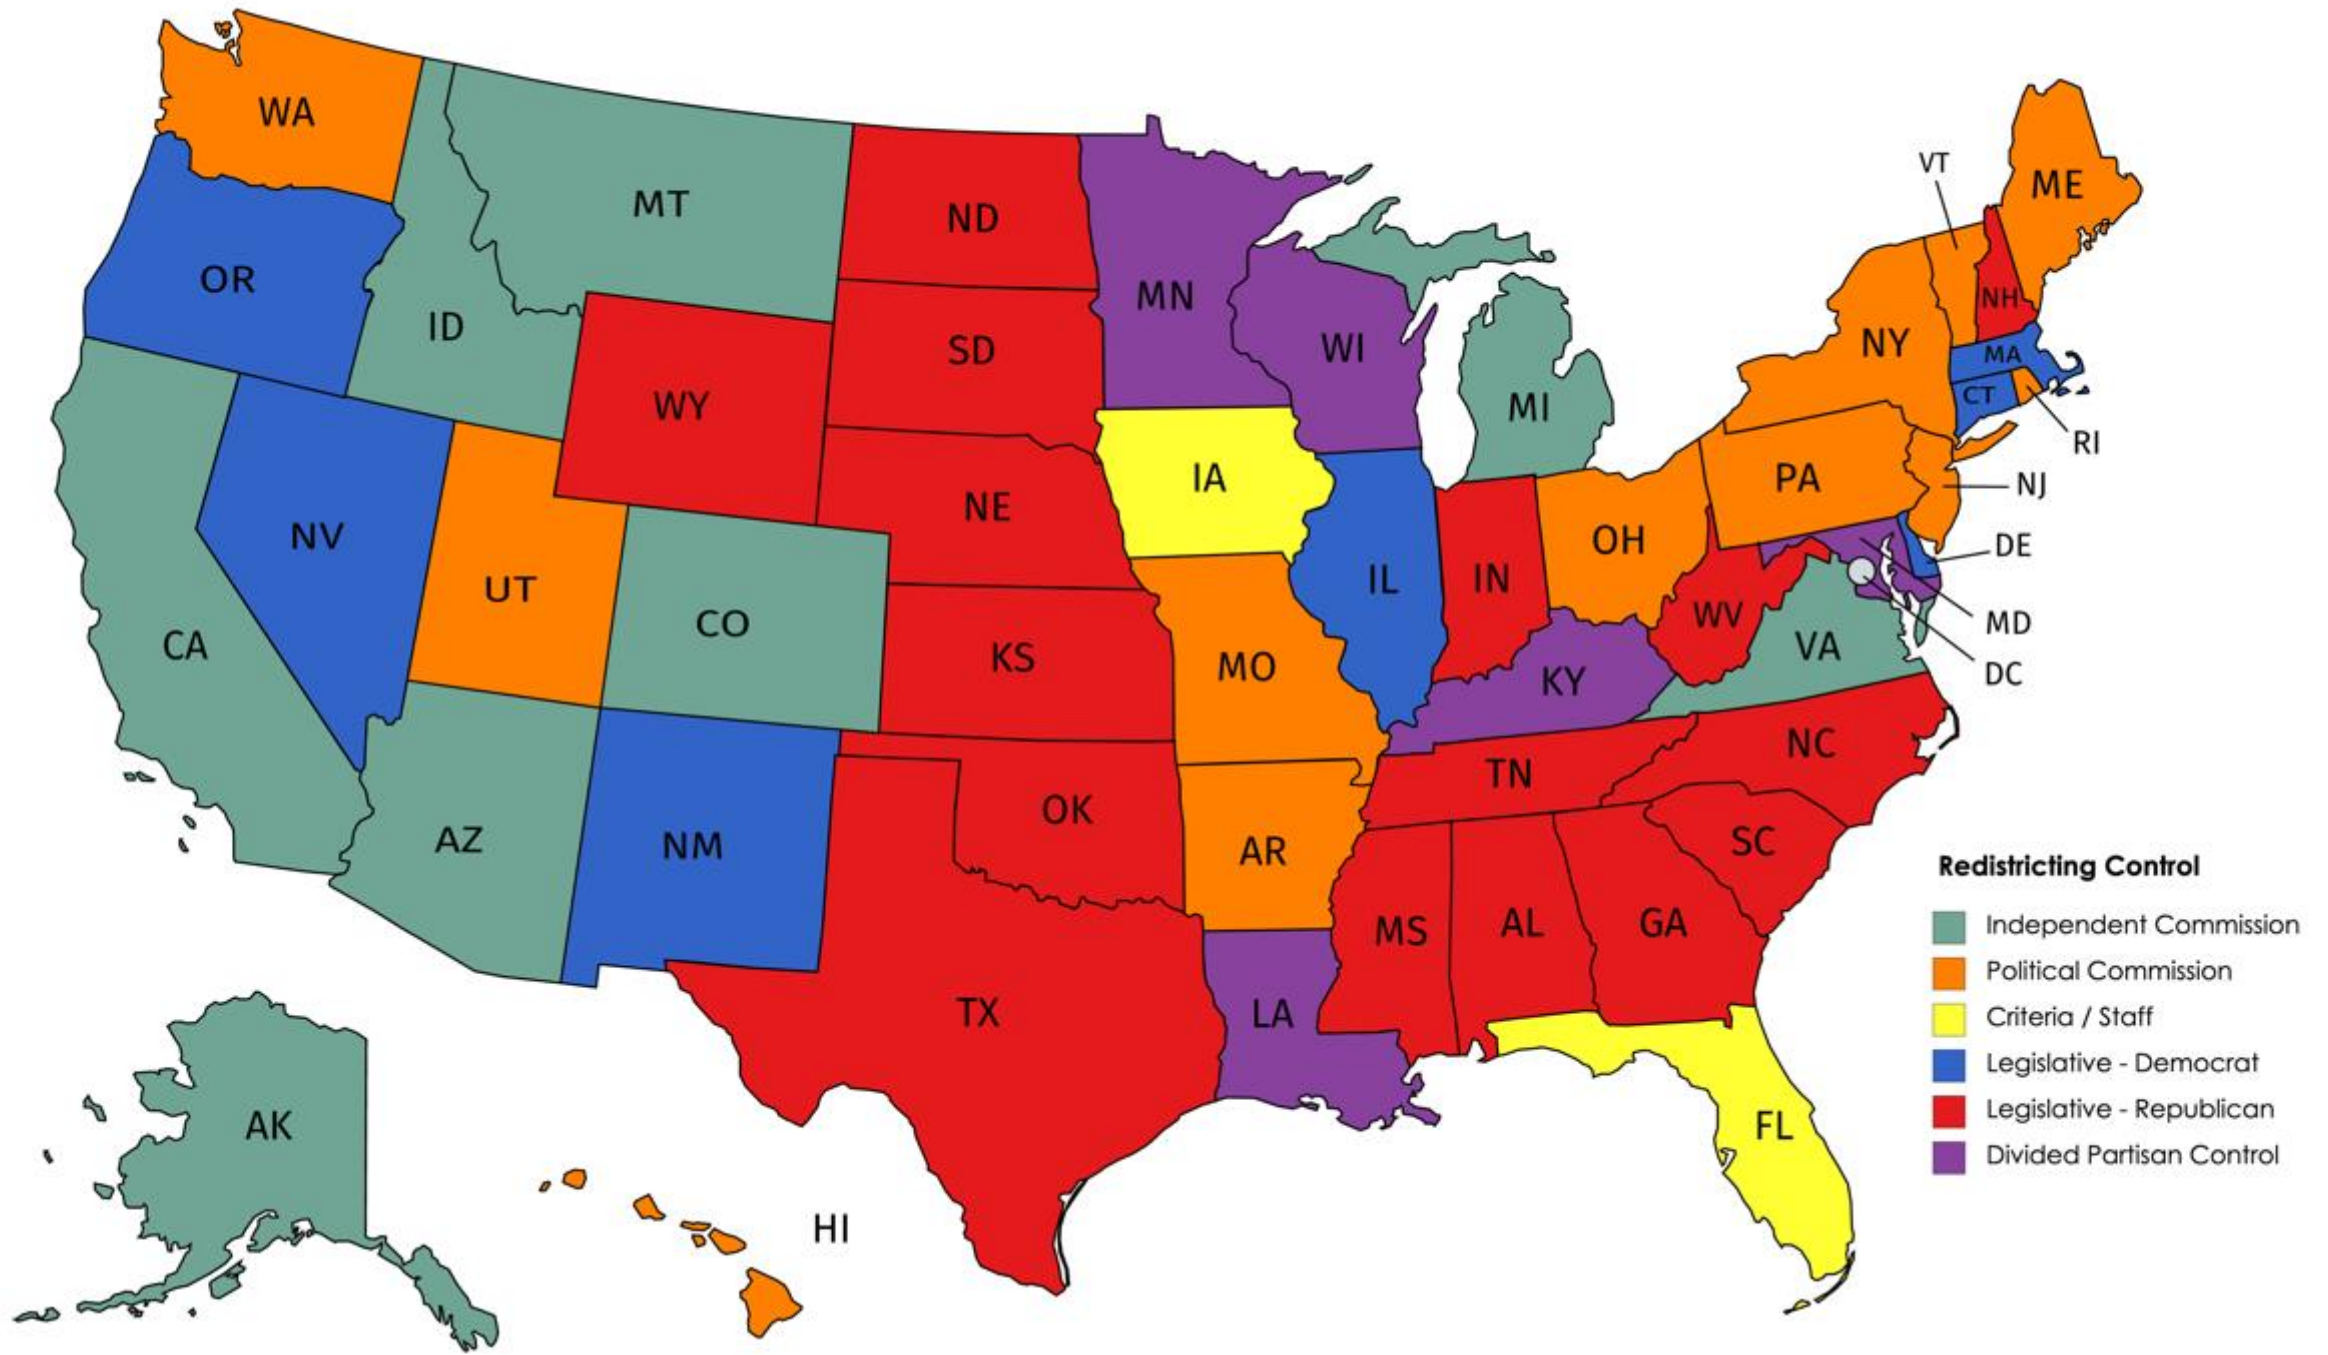 WA
VT
ME
MT
ND
OR
MN
NH
ID
SD
WI
NY
MA
WY
CT
MI
RI
IA
PA
NJ
NE
NV
OH
DE
UT
IL
IN
CO
WV
MD
CA
VA
KS
MO
DC
KY
NC
TN
OK
AZ
NM
AR
SC
MS
AL
GA
TX
LA
AK
FL
HI
Redistricting Control
Independent Commission
Political Commission
Criteria / Staff
Legislative - Democrat
Legislative - Republican
Divided Partisan Control